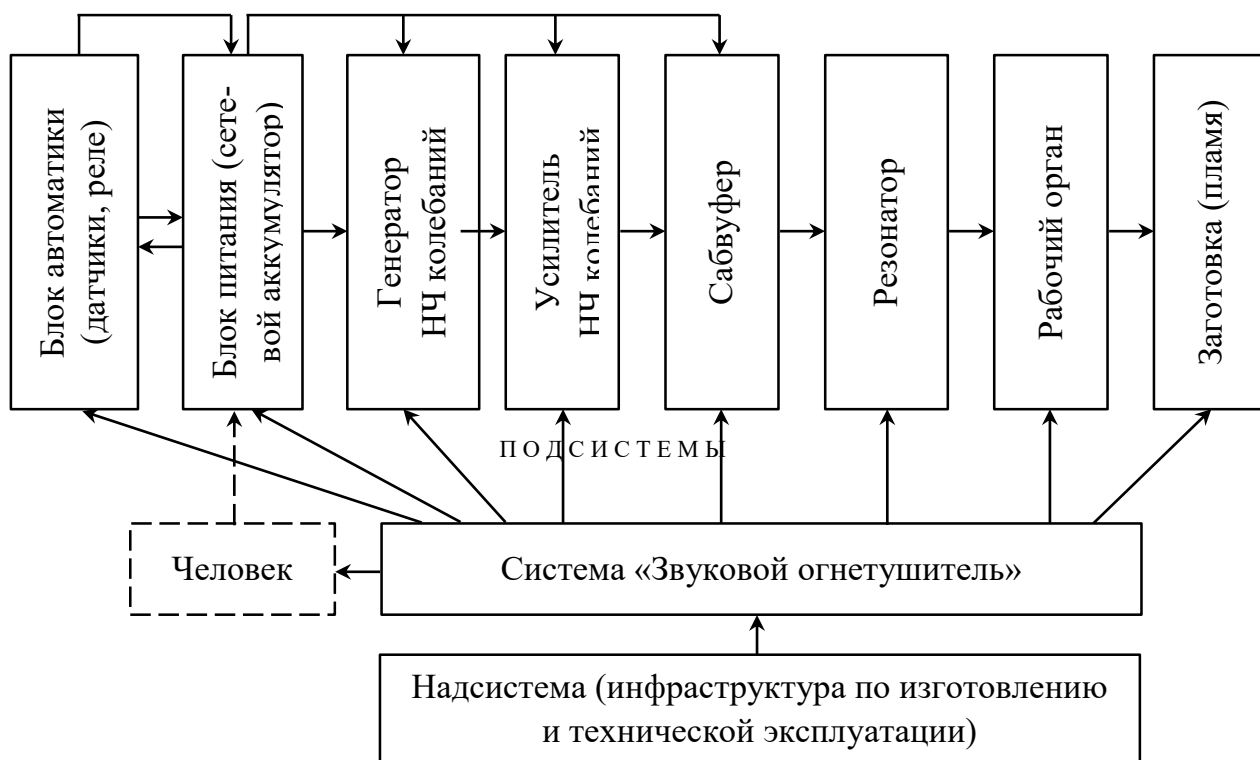 Блок автоматики
(датчики, реле)
Блок питания (сете-
вой аккумулятор)
Генератор
НЧ колебаний
Усилитель
НЧ колебаний
Сабвуфер
Резонатор
Рабочий орган
Заготовка (пламя)
ПОДСИСТЕМЫ
Человек
Система «Звуковой огнетушитель»
Надсистема (инфраструктура по изготовлению
и технической эксплуатации)